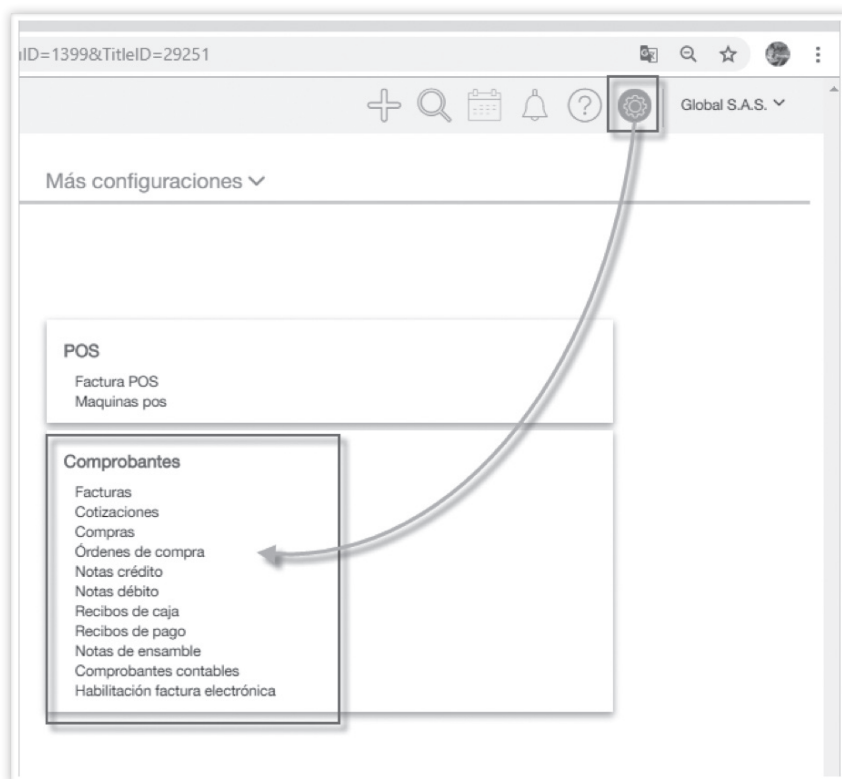 ID=1399&TitleID=29251
Global S.A.S.
Más configuraciones
POS
Factura POS
Maquinas pos
Comprobantes
Facturas
Cotizaciones
Compras
Órdenes de compra
Notas crédito
Notas débito
Recibos de caja
Recibos de pago
Notas de ensamble
Comprobantes contables
Habilitación factura electrónica